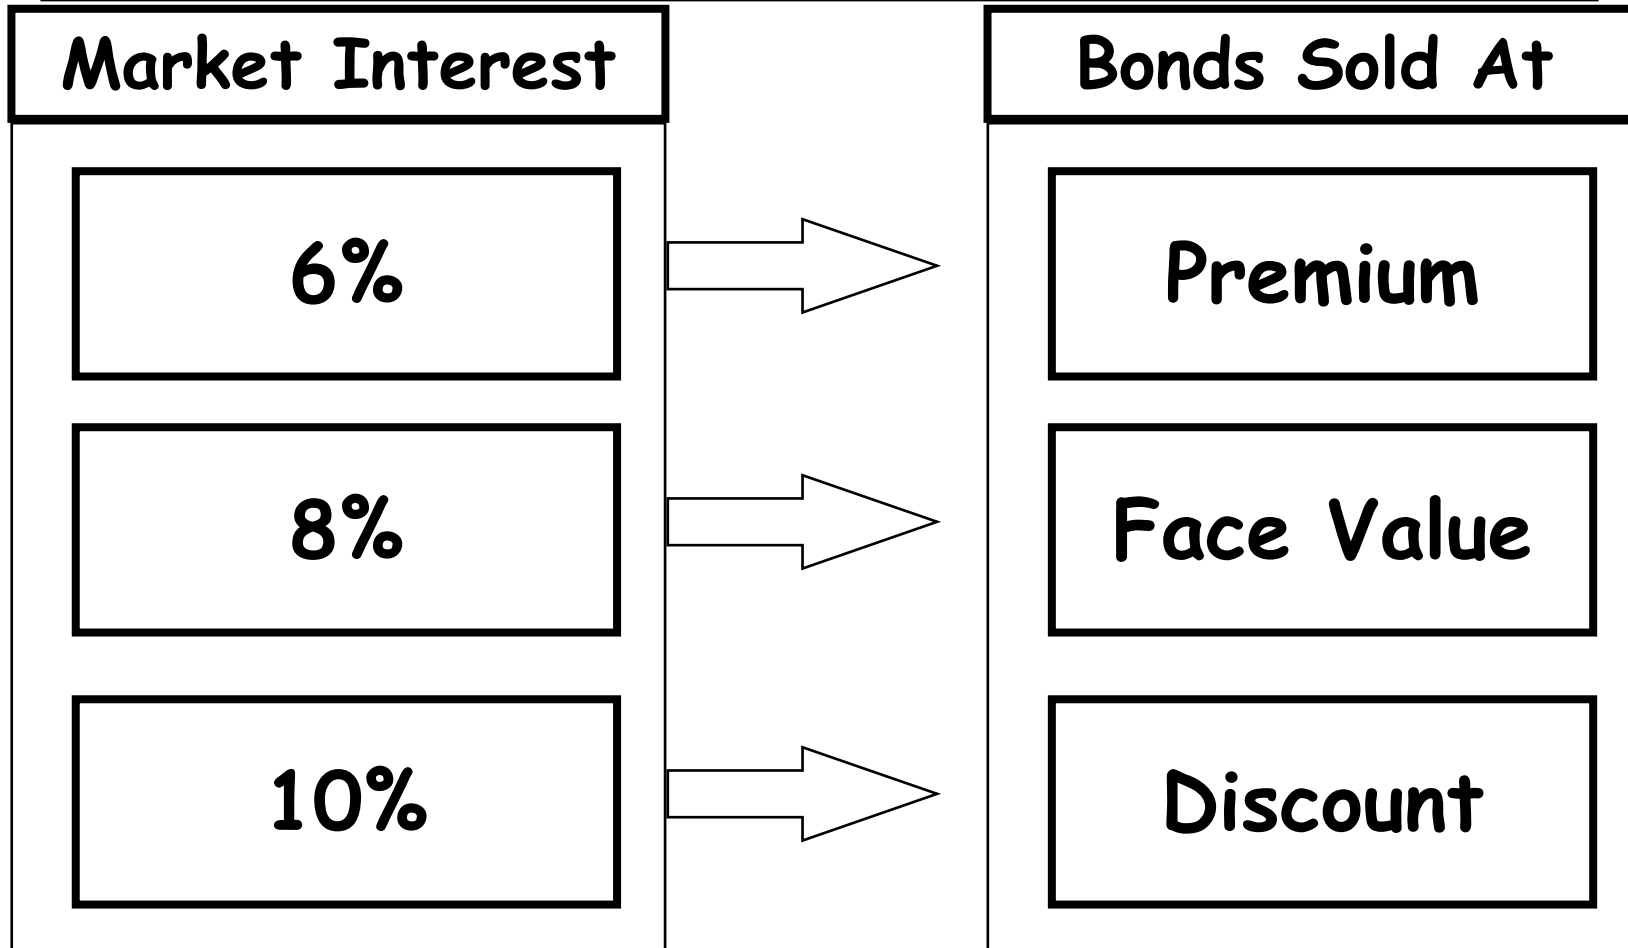 Market Interest
Bonds Sold At
6%
Premium
8%
Face Value
10%
Discount